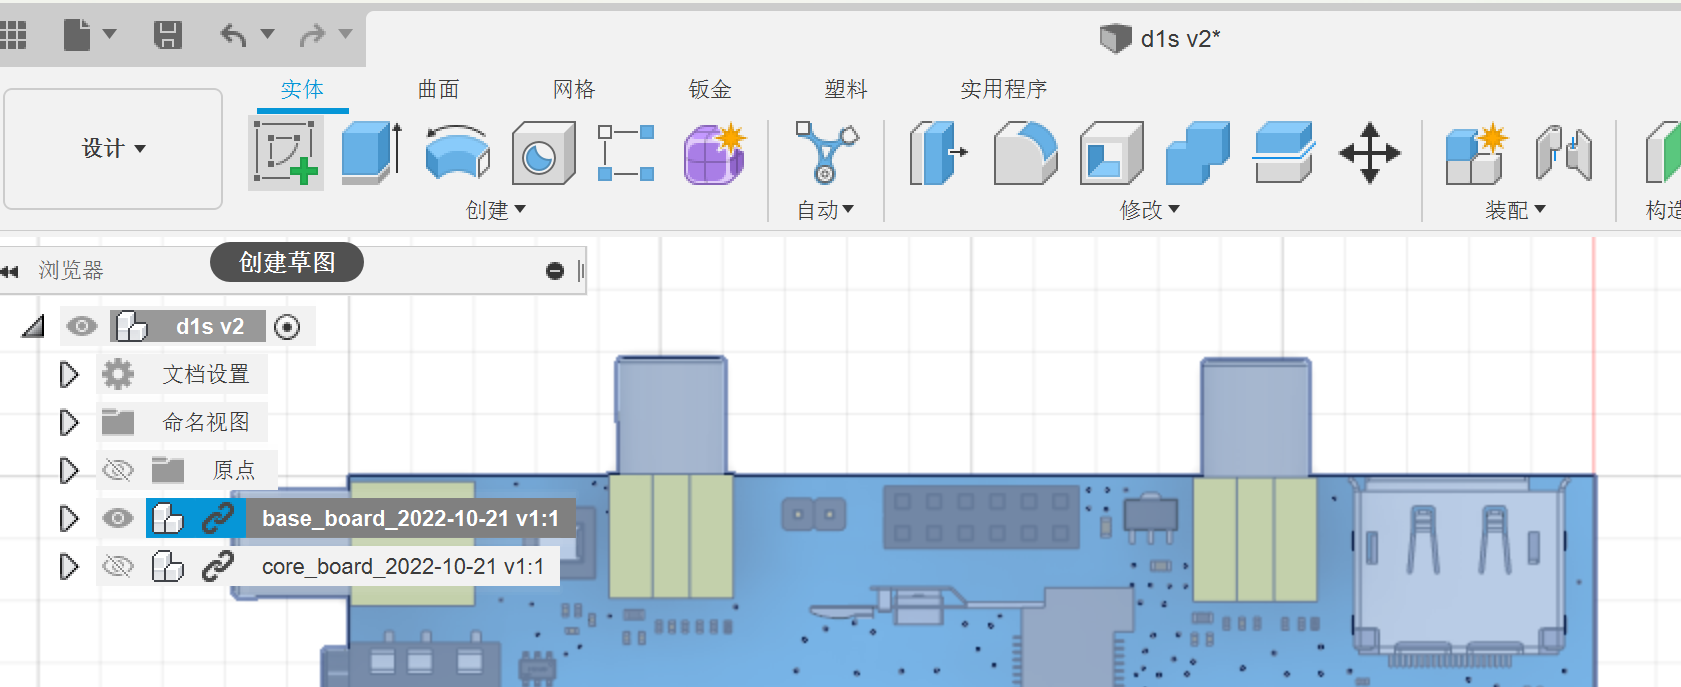 d1s v2*
实体 曲面 网格 钣金 塑料 实用程序
设计
创建 自动 修改 装配 构造
浏览器
创建草图
d1s v2
文档设置
命名视图
原点
base_board_2022-10-21 v1:1
core_board_2022-10-21 v1:1